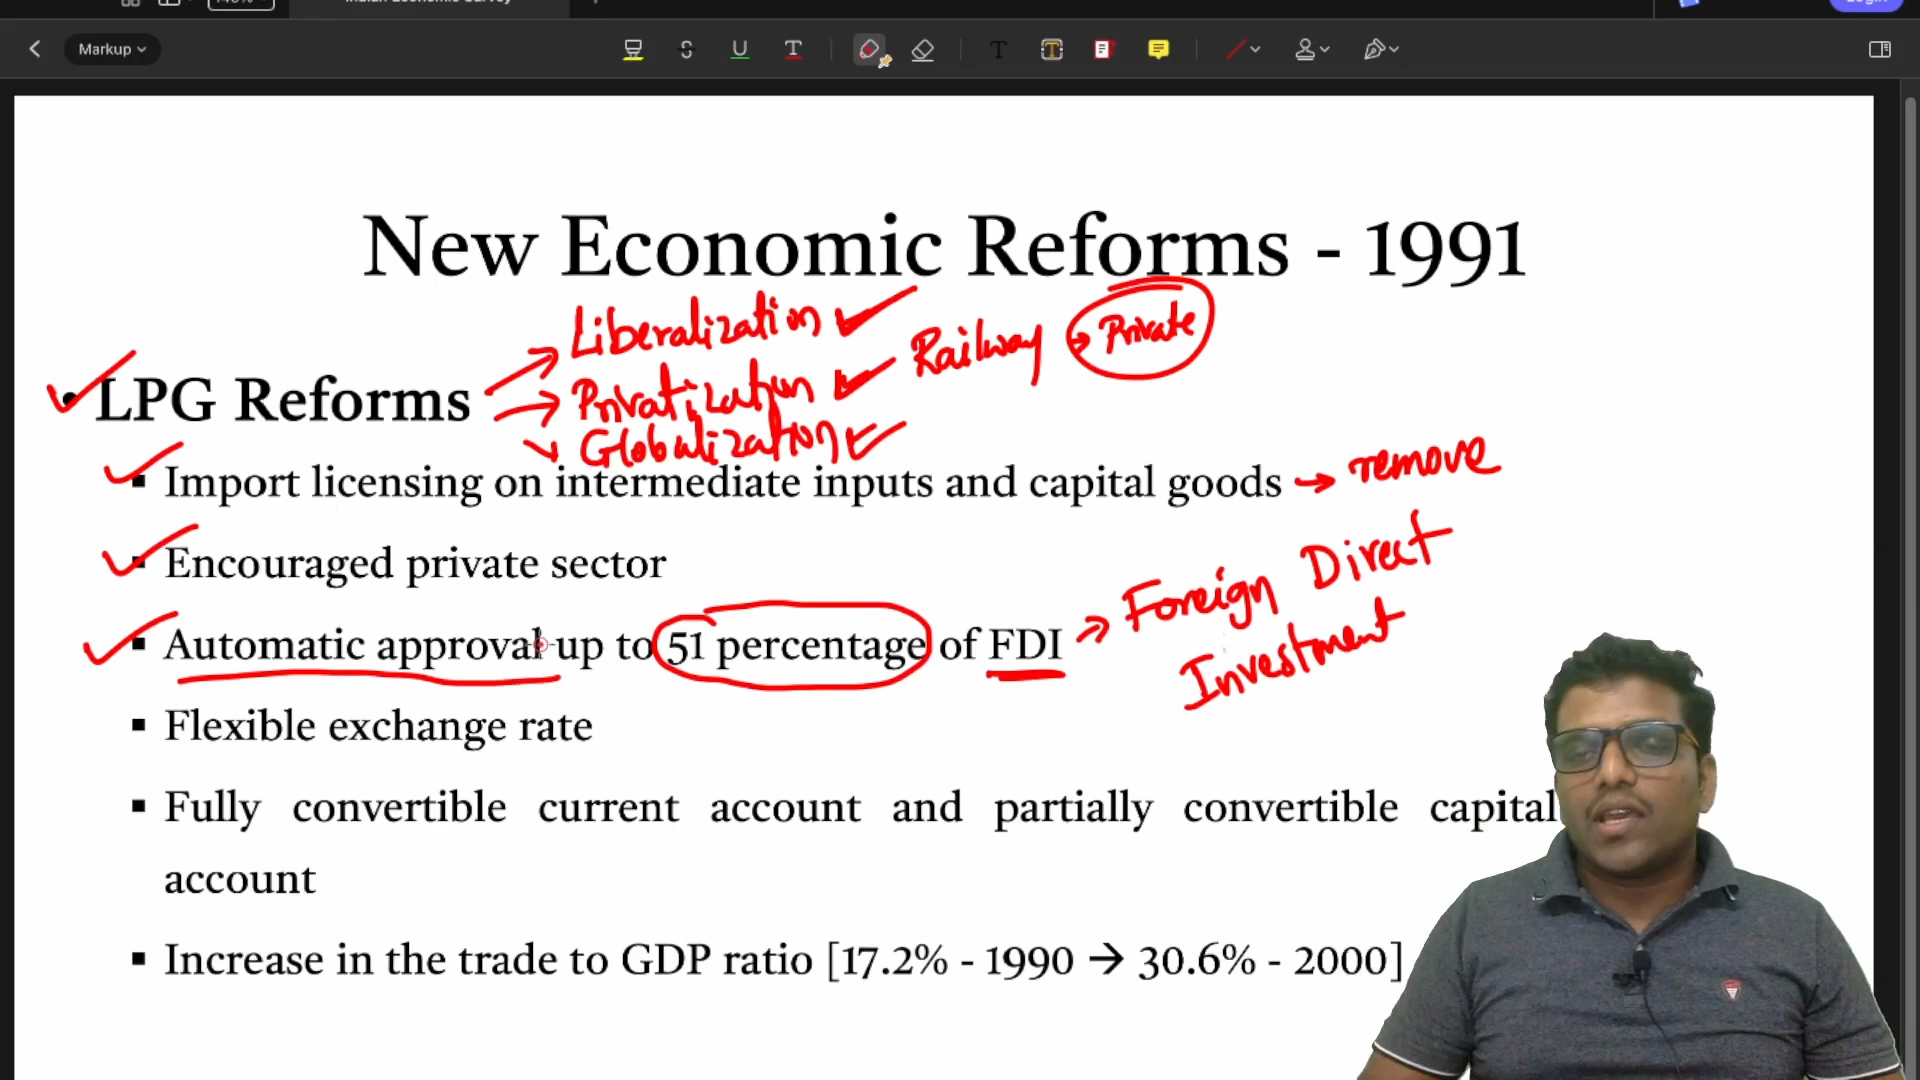 Markup
New Economic Reforms - 1991
Liberalization
Railway → Private
• LPG Reforms
Privatization
Globalization
▪ Import licensing on intermediate inputs and capital goods → remove
▪ Encouraged private sector
▪ Automatic approval up to 51 percentage of FDI → Foreign Direct
Investment
▪ Flexible exchange rate
▪ Fully convertible current account and partially convertible capital
account
▪ Increase in the trade to GDP ratio [17.2% - 1990 → 30.6% - 2000]